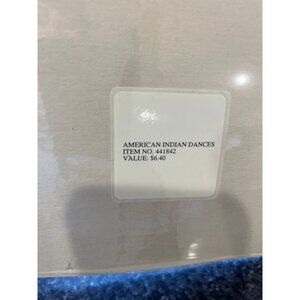 AMERICAN INDIAN DANCES
ITEM NO. 441842
VALUE: $6.40